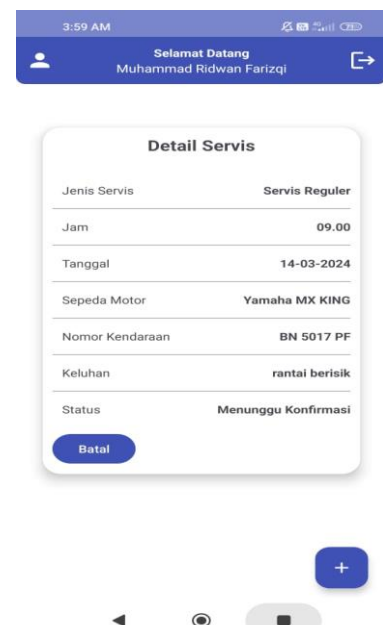 3:59 AM
Selamat Datang
Muhammad Ridwan Farizqi
Detail Servis
Jenis Servis Servis Reguler
Jam 09.00
Tanggal 14-03-2024
Sepeda Motor Yamaha MX KING
Nomor Kendaraan BN 5017 PF
Keluhan rantai berisik
Status Menunggu Konfirmasi
Batal
+